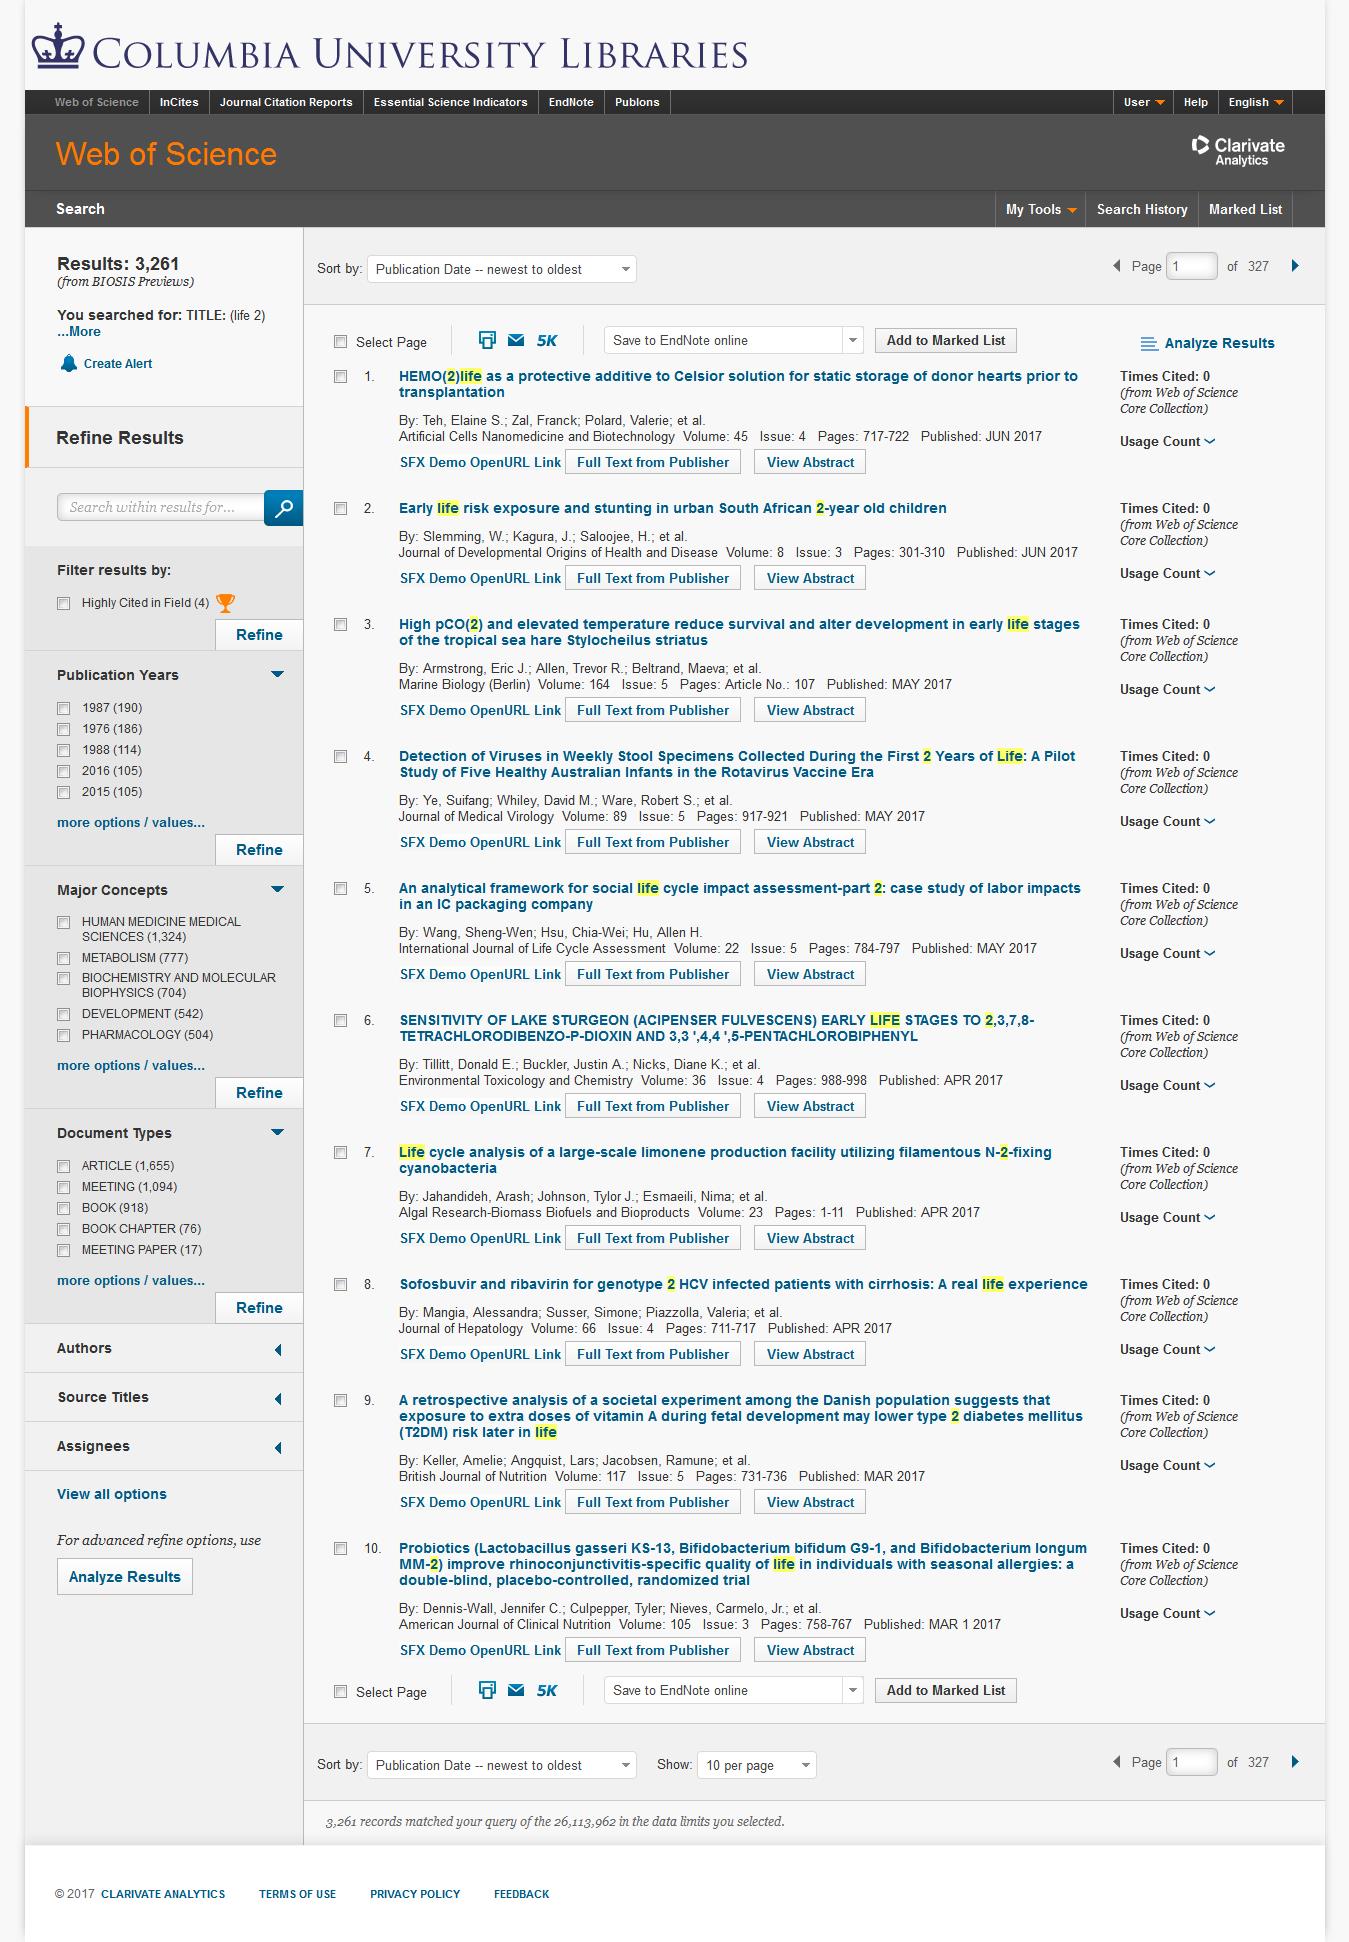 COLUMBIA UNIVERSITY LIBRARIES
Web of Science InCites Journal Citation Reports Essential Science Indicators EndNote Publons User Help English
Web of Science
Clarivate
Analytics
Search My Tools Search History Marked List
Results: 3,261
(from BIOSIS Previews)
You searched for: TITLE: (life 2)
...More
Create Alert
Refine Results
Search within results for...
Filter results by:
Highly Cited in Field (4)
Refine
Publication Years
1987 (190)
1976 (186)
1988 (114)
2016 (105)
2015 (105)
more options / values...
Refine
Major Concepts
HUMAN MEDICINE MEDICAL
SCIENCES (1,324)
METABOLISM (777)
BIOCHEMISTRY AND MOLECULAR
BIOPHYSICS (704)
DEVELOPMENT (542)
PHARMACOLOGY (504)
more options / values...
Refine
Document Types
ARTICLE (1,655)
MEETING (1,094)
BOOK (918)
BOOK CHAPTER (76)
MEETING PAPER (17)
more options / values...
Refine
Authors
Source Titles
Assignees
View all options
For advanced refine options, use
Analyze Results
Sort by: Publication Date -- newest to oldest Page 1 of 327
Select Page 5K Save to EndNote online Add to Marked List Analyze Results
1. HEMO(2)life as a protective additive to Celsior solution for static storage of donor hearts prior to
transplantation
By: Teh, Elaine S.; Zal, Franck; Polard, Valerie; et al.
Artificial Cells Nanomedicine and Biotechnology Volume: 45 Issue: 4 Pages: 717-722 Published: JUN 2017
SFX Demo OpenURL Link Full Text from Publisher View Abstract
Times Cited: 0
(from Web of Science
Core Collection)
Usage Count
2. Early life risk exposure and stunting in urban South African 2-year old children
By: Slemming, W.; Kagura, J.; Saloojee, H.; et al.
Journal of Developmental Origins of Health and Disease Volume: 8 Issue: 3 Pages: 301-310 Published: JUN 2017
SFX Demo OpenURL Link Full Text from Publisher View Abstract
Times Cited: 0
(from Web of Science
Core Collection)
Usage Count
3. High pCO(2) and elevated temperature reduce survival and alter development in early life stages
of the tropical sea hare Stylocheilus striatus
By: Armstrong, Eric J.; Allen, Trevor R.; Beltrand, Maeva; et al.
Marine Biology (Berlin) Volume: 164 Issue: 5 Pages: Article No.: 107 Published: MAY 2017
SFX Demo OpenURL Link Full Text from Publisher View Abstract
Times Cited: 0
(from Web of Science
Core Collection)
Usage Count
4. Detection of Viruses in Weekly Stool Specimens Collected During the First 2 Years of Life: A Pilot
Study of Five Healthy Australian Infants in the Rotavirus Vaccine Era
By: Ye, Suifang; Whiley, David M.; Ware, Robert S.; et al.
Journal of Medical Virology Volume: 89 Issue: 5 Pages: 917-921 Published: MAY 2017
SFX Demo OpenURL Link Full Text from Publisher View Abstract
Times Cited: 0
(from Web of Science
Core Collection)
Usage Count
5. An analytical framework for social life cycle impact assessment-part 2: case study of labor impacts
in an IC packaging company
By: Wang, Sheng-Wen; Hsu, Chia-Wei; Hu, Allen H.
International Journal of Life Cycle Assessment Volume: 22 Issue: 5 Pages: 784-797 Published: MAY 2017
SFX Demo OpenURL Link Full Text from Publisher View Abstract
Times Cited: 0
(from Web of Science
Core Collection)
Usage Count
6. SENSITIVITY OF LAKE STURGEON (ACIPENSER FULVESCENS) EARLY LIFE STAGES TO 2,3,7,8-
TETRACHLORODIBENZO-P-DIOXIN AND 3,3 ',4,4 ',5-PENTACHLOROBIPHENYL
By: Tillitt, Donald E.; Buckler, Justin A.; Nicks, Diane K.; et al.
Environmental Toxicology and Chemistry Volume: 36 Issue: 4 Pages: 988-998 Published: APR 2017
SFX Demo OpenURL Link Full Text from Publisher View Abstract
Times Cited: 0
(from Web of Science
Core Collection)
Usage Count
7. Life cycle analysis of a large-scale limonene production facility utilizing filamentous N-2-fixing
cyanobacteria
By: Jahandideh, Arash; Johnson, Tylor J.; Esmaeili, Nima; et al.
Algal Research-Biomass Biofuels and Bioproducts Volume: 23 Pages: 1-11 Published: APR 2017
SFX Demo OpenURL Link Full Text from Publisher View Abstract
Times Cited: 0
(from Web of Science
Core Collection)
Usage Count
8. Sofosbuvir and ribavirin for genotype 2 HCV infected patients with cirrhosis: A real life experience
By: Mangia, Alessandra; Susser, Simone; Piazzolla, Valeria; et al.
Journal of Hepatology Volume: 66 Issue: 4 Pages: 711-717 Published: APR 2017
SFX Demo OpenURL Link Full Text from Publisher View Abstract
Times Cited: 0
(from Web of Science
Core Collection)
Usage Count
9. A retrospective analysis of a societal experiment among the Danish population suggests that
exposure to extra doses of vitamin A during fetal development may lower type 2 diabetes mellitus
(T2DM) risk later in life
By: Keller, Amelie; Angquist, Lars; Jacobsen, Ramune; et al.
British Journal of Nutrition Volume: 117 Issue: 5 Pages: 731-736 Published: MAR 2017
SFX Demo OpenURL Link Full Text from Publisher View Abstract
Times Cited: 0
(from Web of Science
Core Collection)
Usage Count
10. Probiotics (Lactobacillus gasseri KS-13, Bifidobacterium bifidum G9-1, and Bifidobacterium longum
MM-2) improve rhinoconjunctivitis-specific quality of life in individuals with seasonal allergies: a
double-blind, placebo-controlled, randomized trial
By: Dennis-Wall, Jennifer C.; Culpepper, Tyler; Nieves, Carmelo, Jr.; et al.
American Journal of Clinical Nutrition Volume: 105 Issue: 3 Pages: 758-767 Published: MAR 1 2017
SFX Demo OpenURL Link Full Text from Publisher View Abstract
Times Cited: 0
(from Web of Science
Core Collection)
Usage Count
Select Page 5K Save to EndNote online Add to Marked List
Sort by: Publication Date -- newest to oldest Show: 10 per page Page 1 of 327
3,261 records matched your query of the 26,113,962 in the data limits you selected.
© 2017 CLARIVATE ANALYTICS TERMS OF USE PRIVACY POLICY FEEDBACK